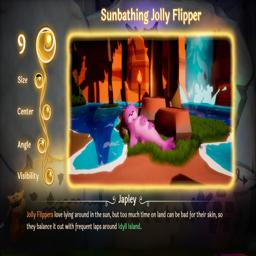 Sunbathing Jolly Flipper
9
Size
Center
Angle
Visibility
Japley
Jolly Flippers love lying around in the sun, but too much time on land can be bad for their skin, so
they balance it out with frequent laps around Idyll Island.